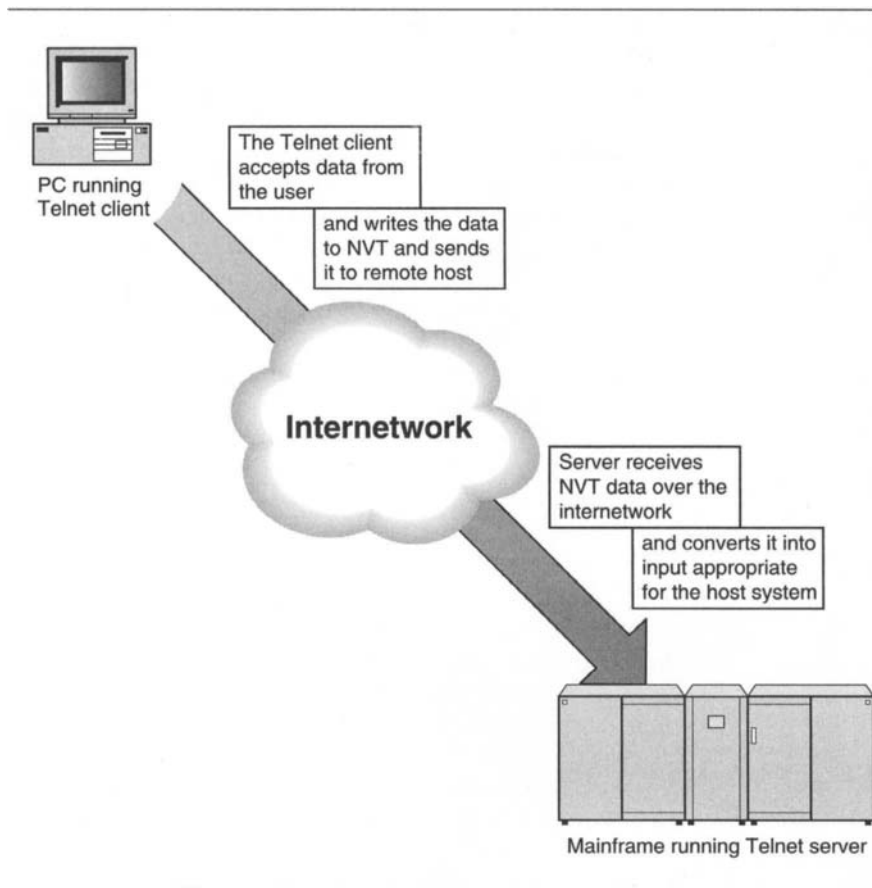 PC running
Telnet client
The Telnet client
accepts data from
the user
and writes the data
to NVT and sends
it to remote host
Internetwork
Server receives
NVT data over the
internetwork
and converts it into
input appropriate
for the host system
Mainframe running Telnet server